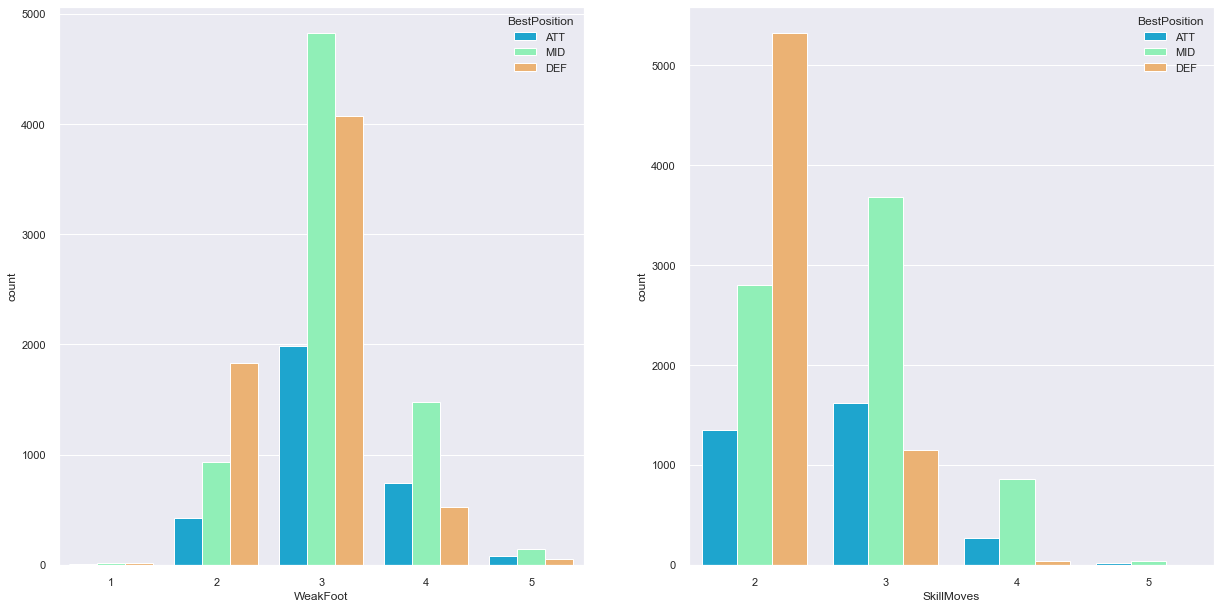 BestPosition
ATT
MID
DEF
5000
4000
3000
2000
1000
0
count
1 2 3 4 5
WeakFoot
BestPosition
ATT
MID
DEF
5000
4000
3000
2000
1000
0
count
2 3 4 5
SkillMoves